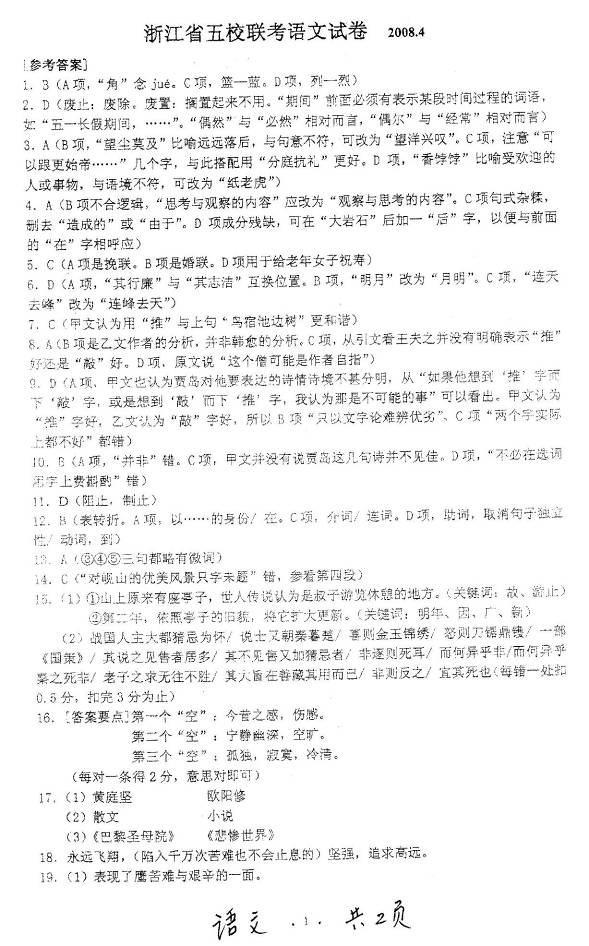 浙江省五校联考语文试卷 2008.4
[参考答案]
1. B（A项，“角”念 jué。C项，篮—蓝。D项，列—烈）
2. D（废止：废除。废置：搁置起来不用。“期间”前面必须有表示某段时间过程的词语，
如“五一长假期间，……”。“偶然”与“必然”相对而言，“偶尔”与“经常”相对而言）
3. A（B项，“望尘莫及”比喻远远落后，与句意不符，可改为“望洋兴叹”。C项，注意“可
以跟更始帝……”几个字，与此搭配用“分庭抗礼”更好。D 项，“香饽饽”比喻受欢迎的
人或事物，与语境不符，可改为“纸老虎”）
4. A（B项不合逻辑，“思考与观察的内容”应改为“观察与思考的内容”。C项句式杂糅，
删去“造成的”或“由于”。D 项成分残缺，可在“大岩石”后加一“后”字，以便与前面
的“在”字相呼应）
5. C（A项是挽联。B项是婚联。D项用于给老年女子祝寿）
6. D（A项，“其行廉”与“其志洁”互换位置。B项，“明月”改为“月明”。C项，“连天
去峰”改为“连峰去天”）
7. C（甲文认为用“推”与上句“鸟宿池边树”更和谐）
8. A（B项是乙文作者的分析，并非韩愈的分析。C项，从引文看王夫之并没有明确表示“推”
好还是“敲”好。D项，原文说“这个僧可能是作者自指”）
9. D（A项，甲文也认为贾岛对他要表达的诗情诗境不甚分明，从“如果他想到‘推’字而
下‘敲’字，或是想到‘敲’而下‘推’字，我认为那是不可能的事”可以看出。甲文认为
“推”字好，乙文认为“敲”字好，所以B项“只以文字论难辨优劣”、C项“两个字实际
上都不好”都错）
10. B（A项，“并非”错。C项，甲文并没有说贾岛这几句诗并不见佳。D项，“不必在选词
用字上费斟酌”错）
11. D（阻止，制止）
12. B（表转折。A项，以……的身份/ 在。C项，介词/ 连词。D项，助词，取消句子独立
性/ 动词，到）
13. A（③④⑤三句都略有微词）
14. C（“对岘山的优美风景只字未题”错，参看第四段）
15.（1）①山上原来有座亭子，世人传说认为是叔子游览休憩的地方。（关键词：故、游止）
②第二年，依照亭子的旧貌，将它扩大更新。（关键词：明年、因、广、新）
（2）战国人主大都猜忌为怀/ 说士又朝秦暮楚/ 喜则金玉锦绣/ 怒则刀锯鼎镬/ 一部
《国策》/ 其说之见售者居多/ 其不见售又加猜忌者/ 非逐则死耳/ 而何异乎非/而何异乎
秦之死非/ 老子之求无往不胜/ 其大旨在善藏其用而已/ 非则反之/ 宜其死也(每错一处扣
0.5分，扣完3分为止)
16. [答案要点]第一个“空”：今昔之感，伤感。
第二个“空”：宁静幽深，空旷。
第三个“空”：孤独，寂寞，冷清。
（每对一条得2分，意思对即可）
17.（1）黄庭坚 欧阳修
（2）散文 小说
（3）《巴黎圣母院》 《悲惨世界》
18. 永远飞翔，（陷入千万次苦难也不会止息的）坚强，追求高远。
19.（1）表现了鹰苦难与艰辛的一面。
语文 .1. 共2页